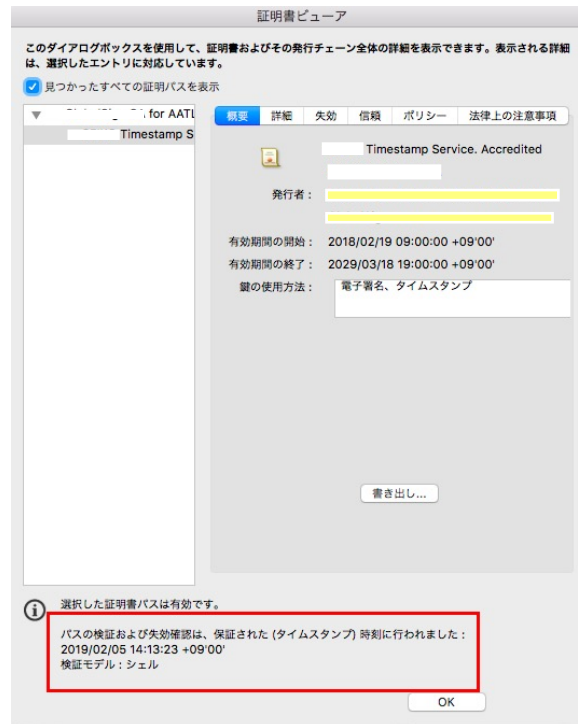 証明書ビューア
このダイアログボックスを使用して、証明書およびその発行チェーン全体の詳細を表示できます。表示される詳細
は、選択したエントリに対応しています。
見つかったすべての証明パスを表示
for AATL
Timestamp S
概要 詳細 失効 信頼 ポリシー 法律上の注意事項
Timestamp Service. Accredited
発行者：
有効期間の開始： 2018/02/19 09:00:00 +09'00'
有効期間の終了： 2029/03/18 19:00:00 +09'00'
鍵の使用方法： 電子署名、タイムスタンプ
書き出し...
選択した証明書パスは有効です。
パスの検証および失効確認は、保証された (タイムスタンプ) 時刻に行われました：
2019/02/05 14:13:23 +09'00'
検証モデル：シェル
OK